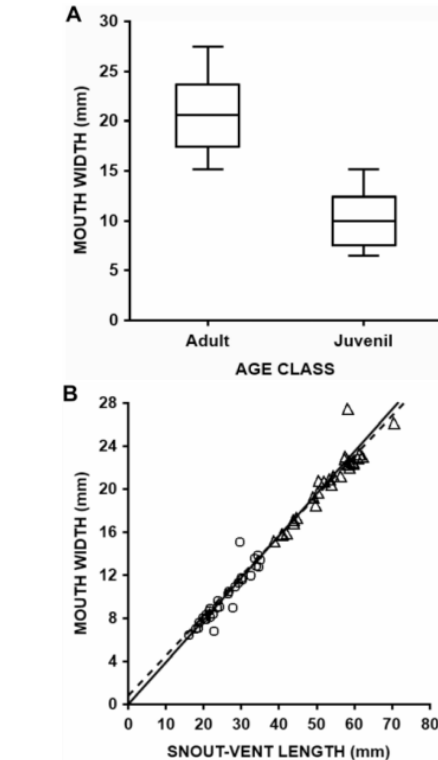 A
30
25
20
15
10
5
0
MOUTH WIDTH (mm)
Adult Juvenil
AGE CLASS
B
28
24
20
16
12
8
4
0
MOUTH WIDTH (mm)
0 10 20 30 40 50 60 70 80
SNOUT-VENT LENGTH (mm)